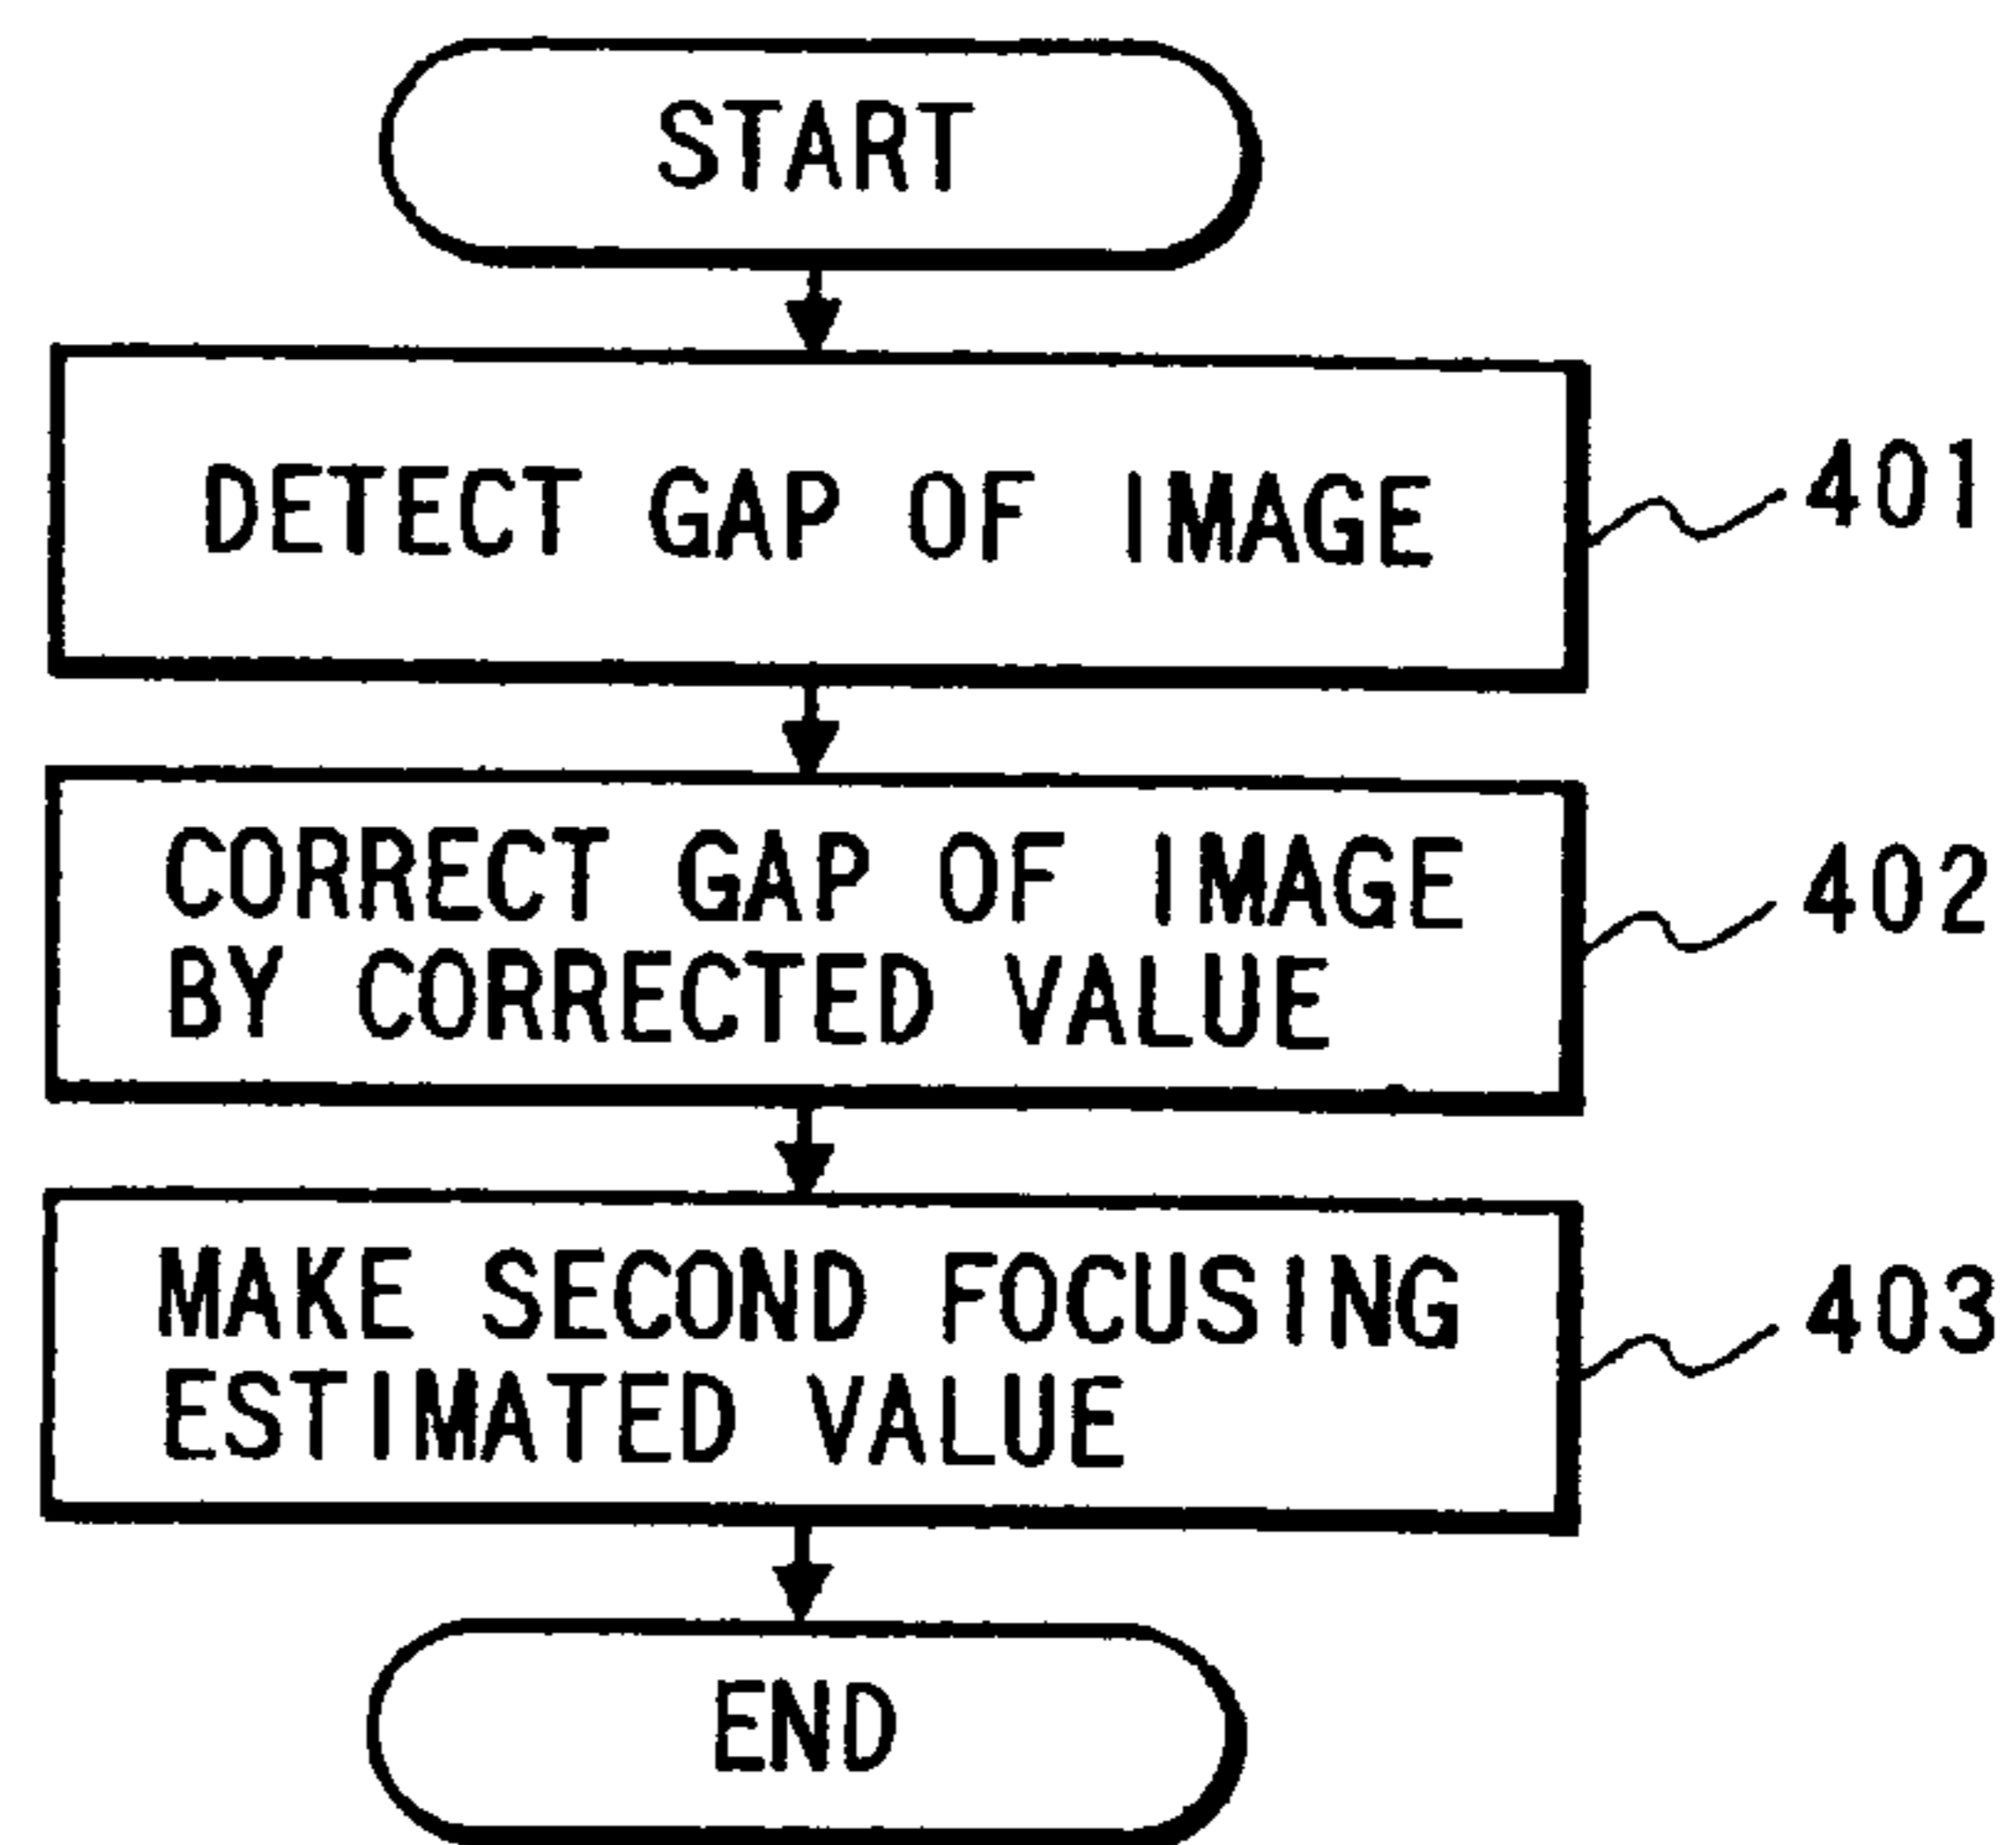 START
DETECT GAP OF IMAGE
401
CORRECT GAP OF IMAGE
BY CORRECTED VALUE
402
MAKE SECOND FOCUSING
ESTIMATED VALUE
403
END